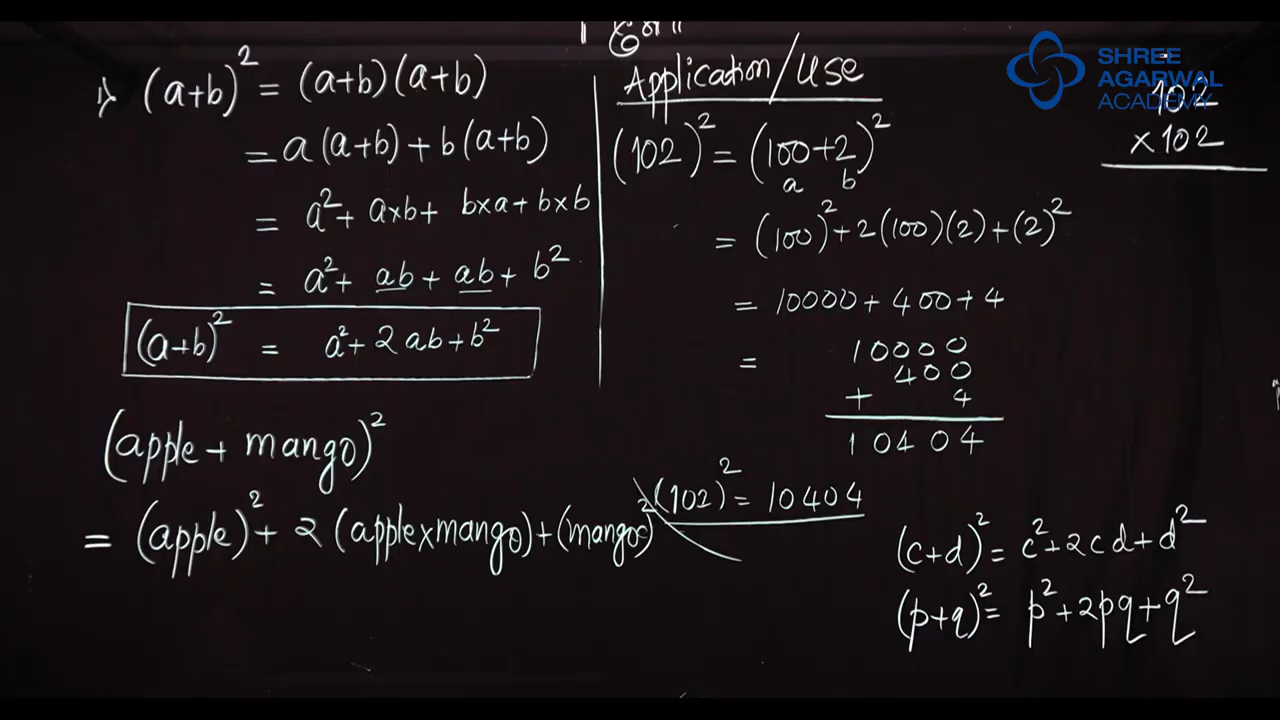 1> (a+b)² = (a+b)(a+b)
= a(a+b) + b(a+b)
= a² + a×b + b×a + b×b
= a² + ab + ab + b²
(a+b)² = a² + 2ab + b²
(apple + mango)²
= (apple)² + 2(apple×mango) + (mango)²
Application/Use
(102)² = (100+2)²
a b
= (100)² + 2(100)(2) + (2)²
= 10000 + 400 + 4
= 10000
400
+ 4
10404
(102)² = 10404
SHREE
AGARWAL
ACADEMY
102
×102
(c+d)² = c² + 2cd + d²
(p+q)² = p² + 2pq + q²